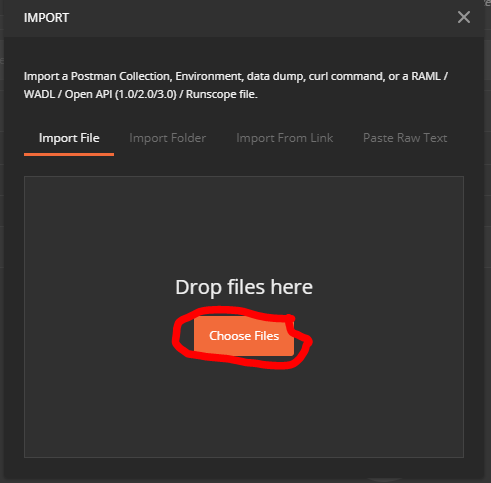 IMPORT
Import a Postman Collection, Environment, data dump, curl command, or a RAML /
WADL / Open API (1.0/2.0/3.0) / Runscope file.
Import File Import Folder Import From Link Paste Raw Text
Drop files here
Choose Files